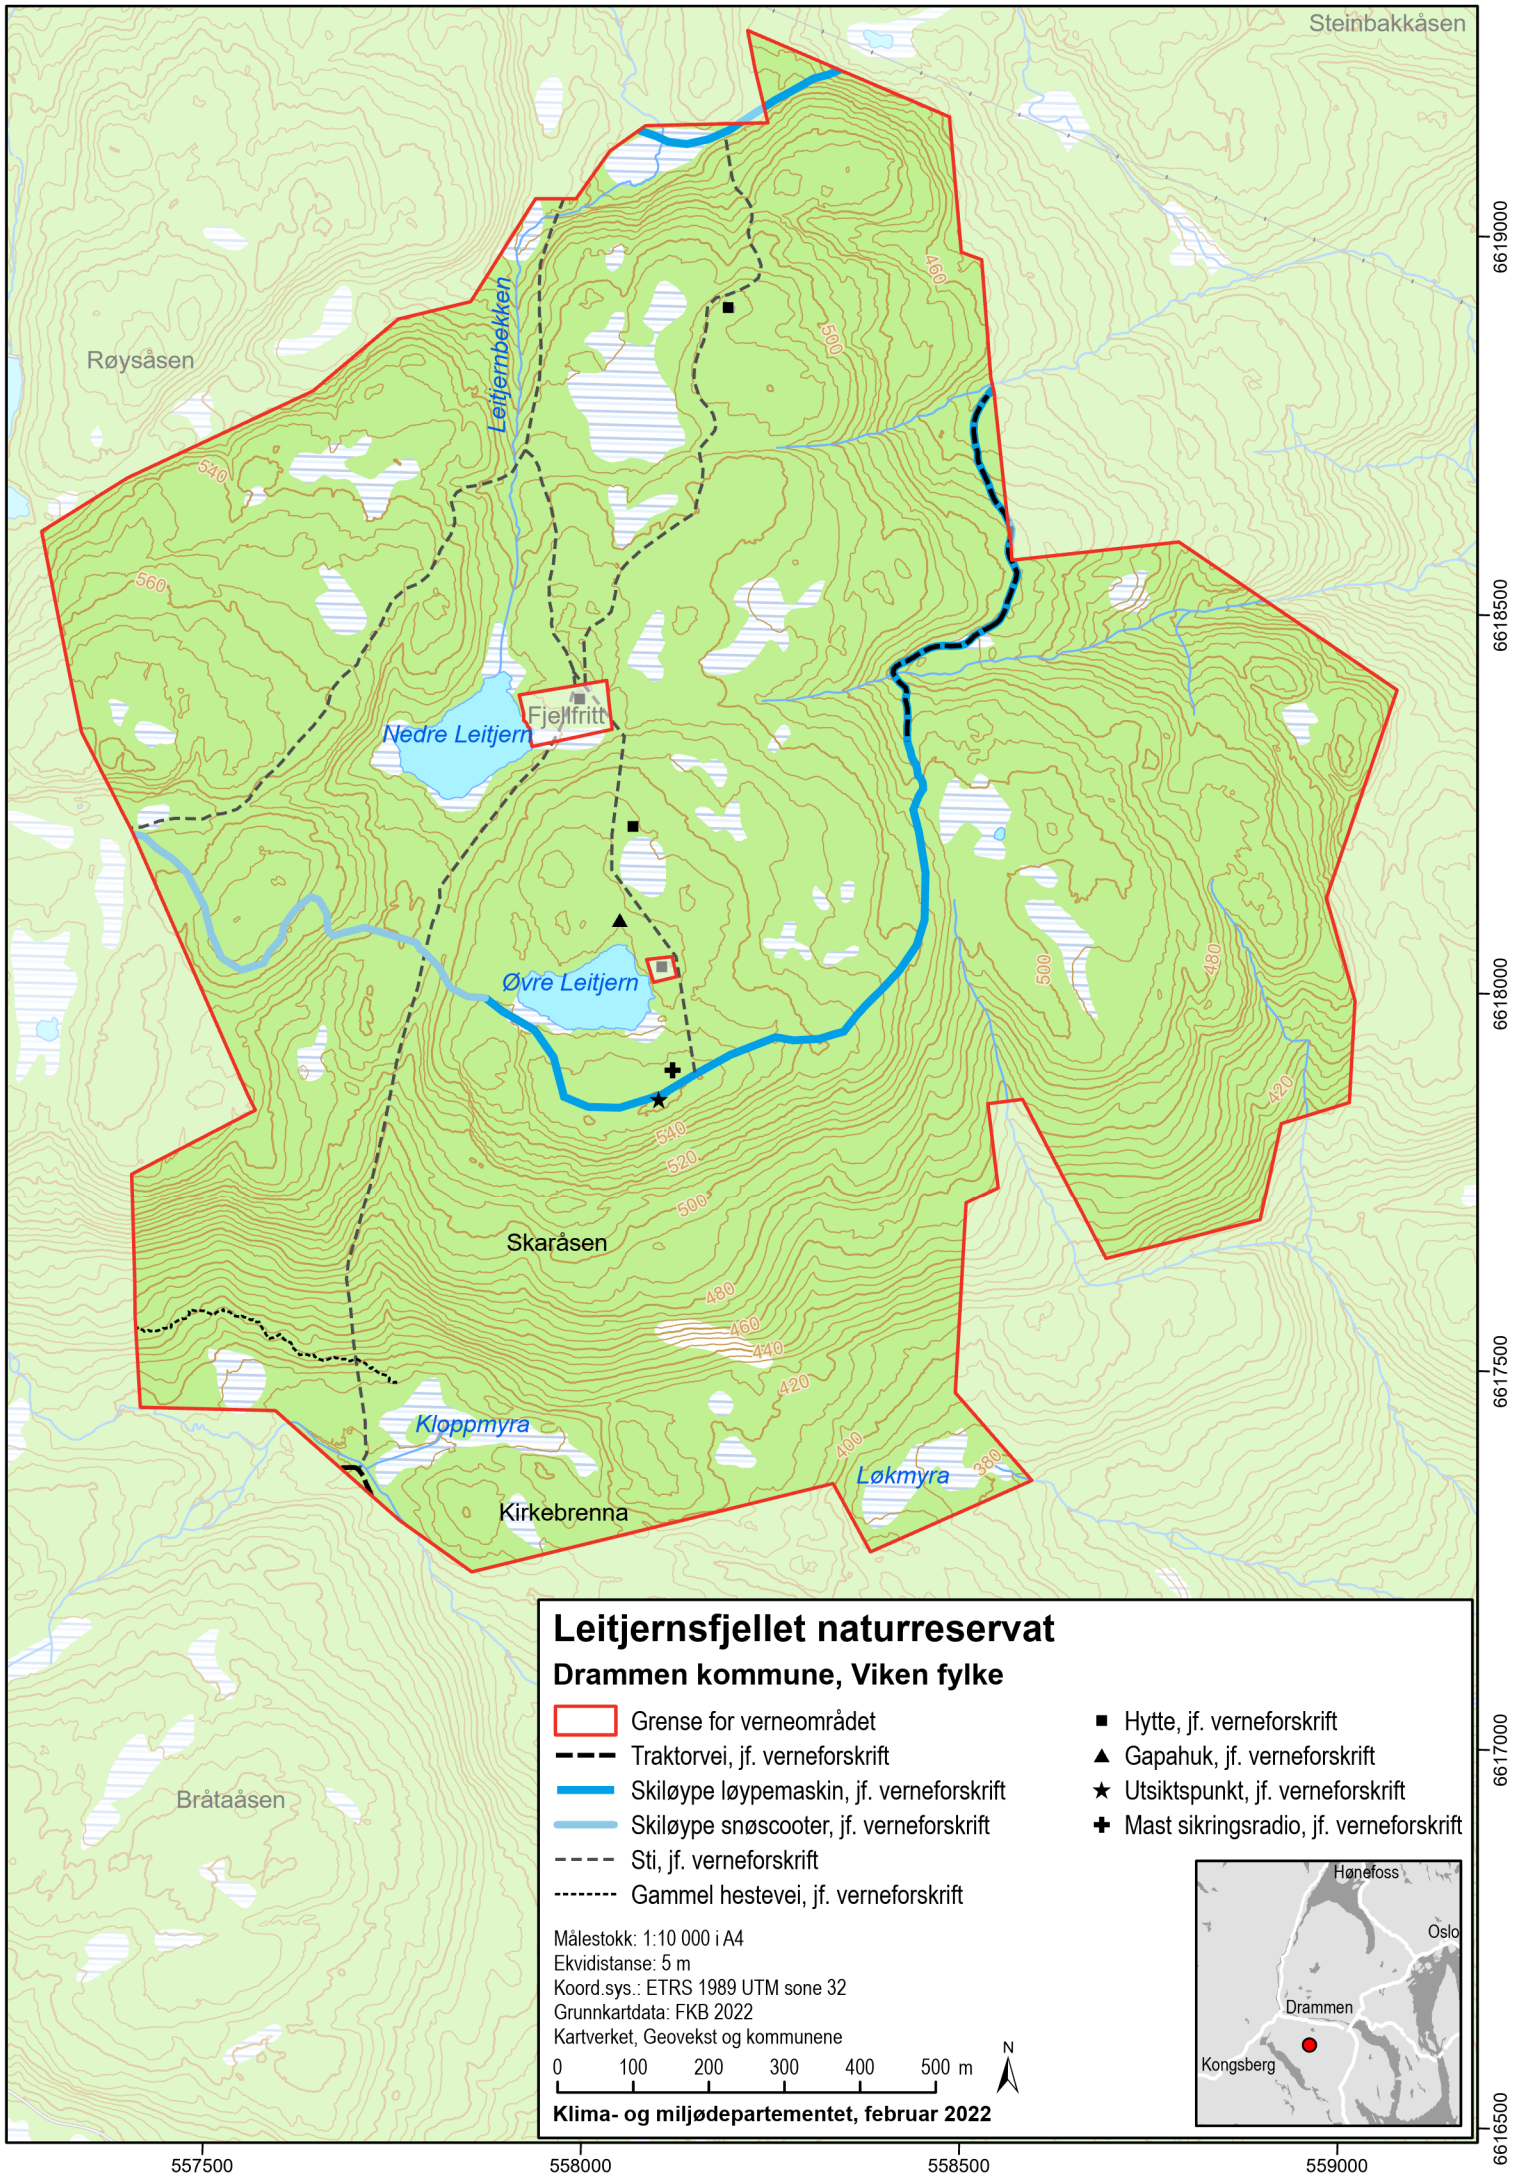 Steinbakkåsen
6619000
460
Leitjernbekken
500
Røysåsen
540
560
6618500
Fjellfritt
Nedre Leitjern
500
480
500
6618000
Øvre Leitjern
420
540
520
500
Skaråsen
480
460
440
420
6617500
Kloppmyra
400
380
Løkmyra
Kirkebrenna
Bråtaåsen
6617000
6616500
Leitjernsfjellet naturreservat
Drammen kommune, Viken fylke
Grense for verneområdet
Traktorvei, jf. verneforskrift
Skiløype løypemaskin, jf. verneforskrift
Skiløype snøscooter, jf. verneforskrift
Sti, jf. verneforskrift
Gammel hestevei, jf. verneforskrift
Hytte, jf. verneforskrift
Gapahuk, jf. verneforskrift
Utsiktspunkt, jf. verneforskrift
Mast sikringsradio, jf. verneforskrift
Målestokk: 1:10 000 i A4
Ekvidistanse: 5 m
Koord.sys.: ETRS 1989 UTM sone 32
Grunnkartdata: FKB 2022
Kartverket, Geovekst og kommunene
0 100 200 300 400 500 m
N
Klima- og miljødepartementet, februar 2022
Hønefoss
Oslo
Drammen
Kongsberg
557500 558000 558500 559000